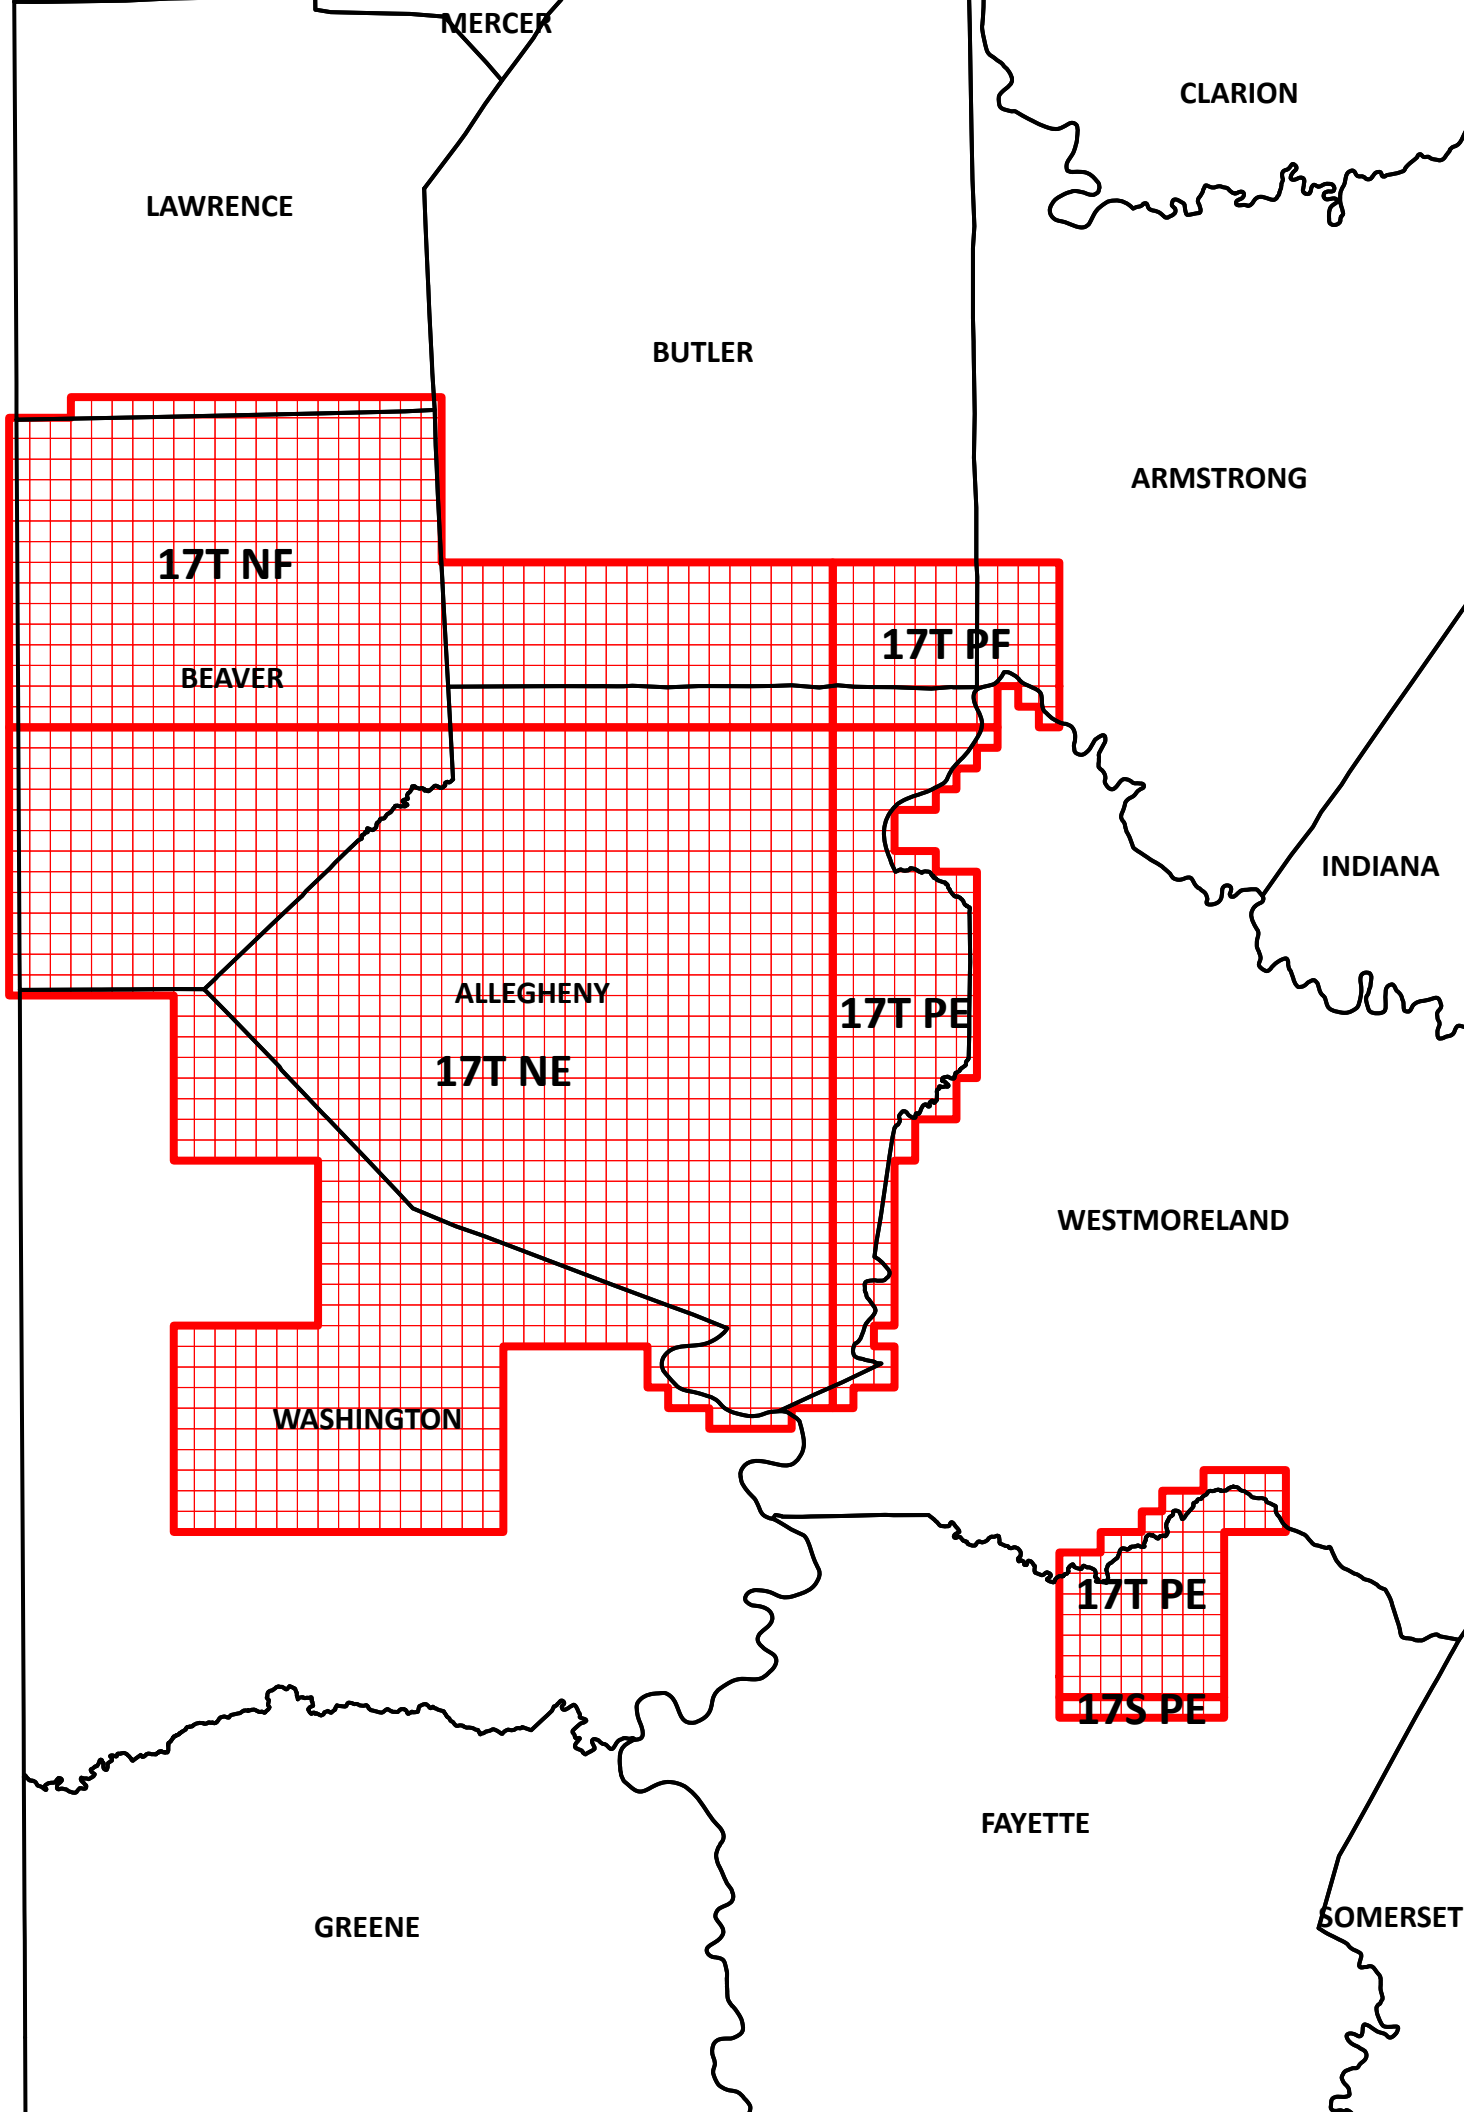 MERCER
CLARION
LAWRENCE
BUTLER
ARMSTRONG
17T NF
17T PF
BEAVER
INDIANA
ALLEGHENY
17T PE
17T NE
WESTMORELAND
WASHINGTON
17T PE
17S PE
FAYETTE
SOMERSET
GREENE